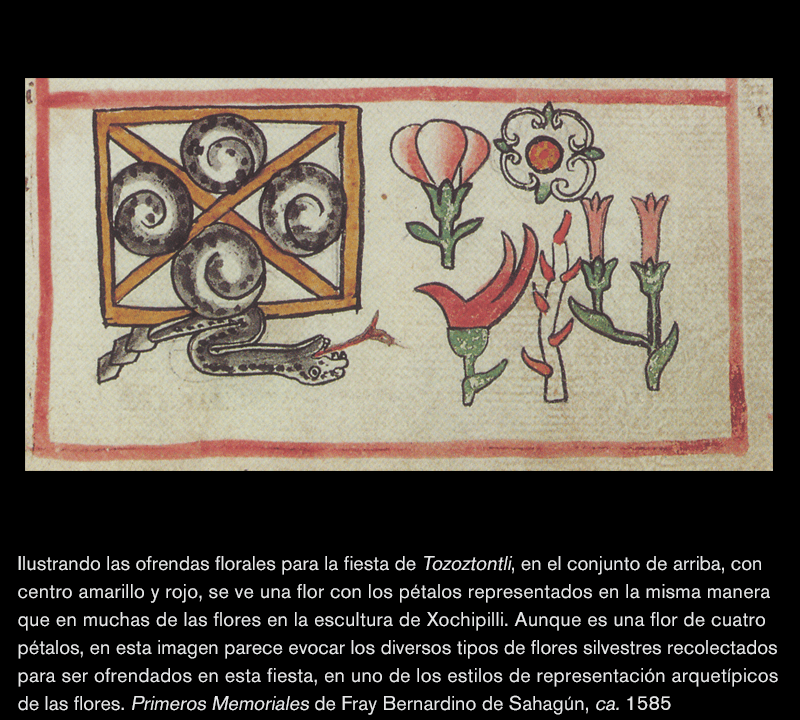 Ilustrando las ofrendas florales para la fiesta de Tozoztontli, en el conjunto de arriba, con
centro amarillo y rojo, se ve una flor con los pétalos representados en la misma manera
que en muchas de las flores en la escultura de Xochipilli. Aunque es una flor de cuatro
pétalos, en esta imagen parece evocar los diversos tipos de flores silvestres recolectados
para ser ofrendados en esta fiesta, en uno de los estilos de representación arquetípicos
de las flores. Primeros Memoriales de Fray Bernardino de Sahagún, ca. 1585